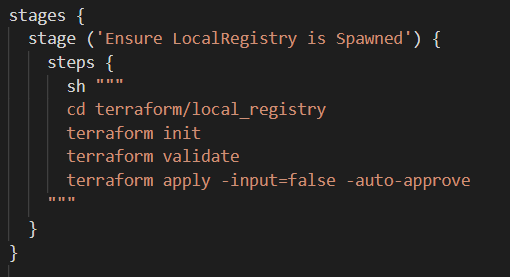 stages {
stage ('Ensure LocalRegistry is Spawned') {
steps {
sh """
cd terraform/local_registry
terraform init
terraform validate
terraform apply -input=false -auto-approve
"""
}
}